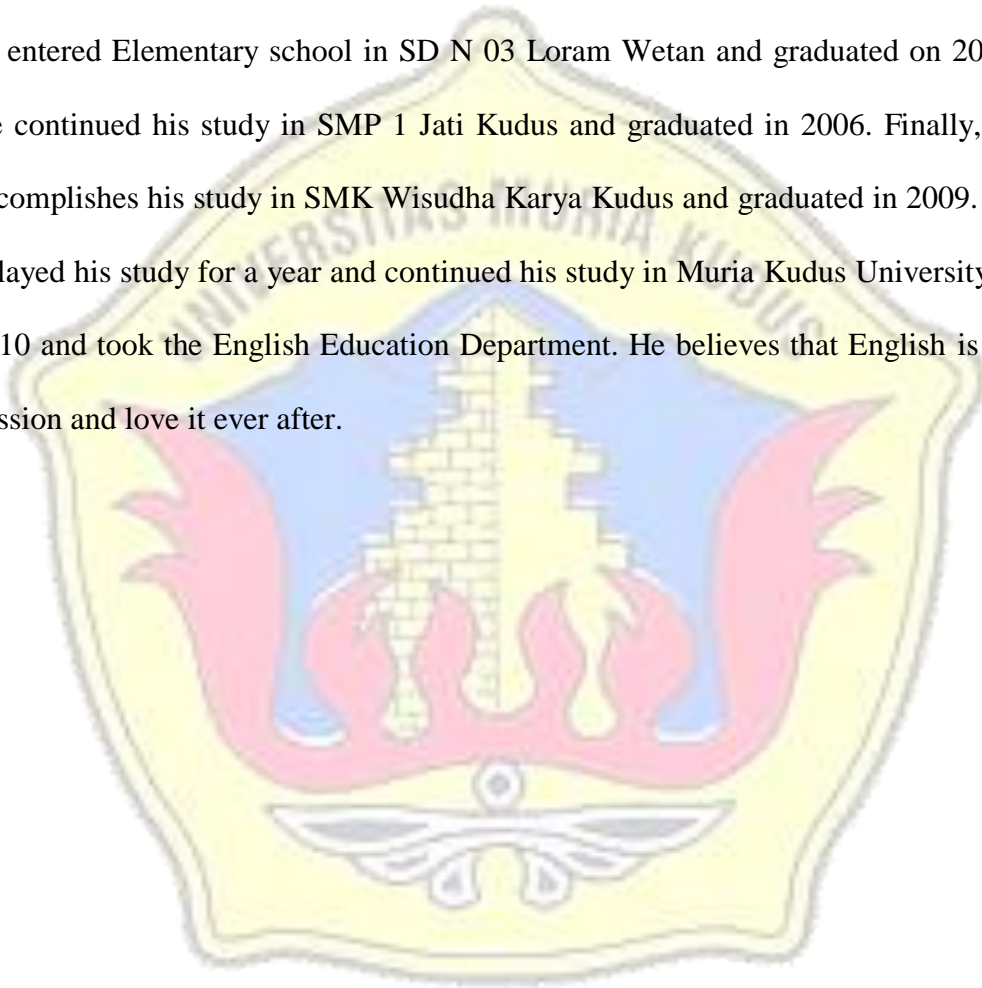 entered Elementary school in SD N 03 Loram Wetan and graduated on 20
continued his study in SMP 1 Jati Kudus and graduated in 2006. Finally,
complishes his study in SMK Wisudha Karya Kudus and graduated in 2009.
layed his study for a year and continued his study in Muria Kudus University
10 and took the English Education Department. He believes that English is
ssion and love it ever after.
UNIVERSITAS MURIA KUDUS